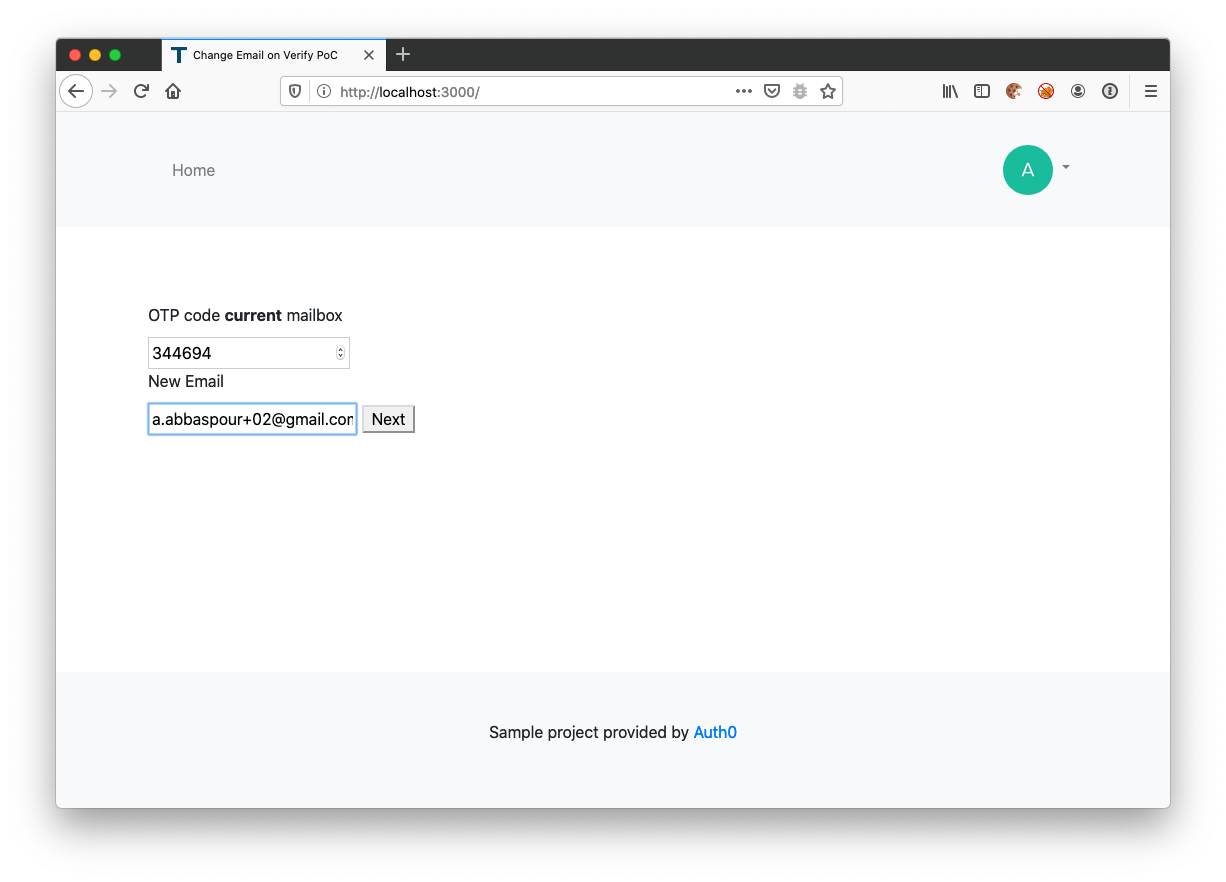 Change Email on Verify PoC
http://localhost:3000/
Home
A
OTP code current mailbox
344694
New Email
a.abbaspour+02@gmail.com
Next
Sample project provided by Auth0